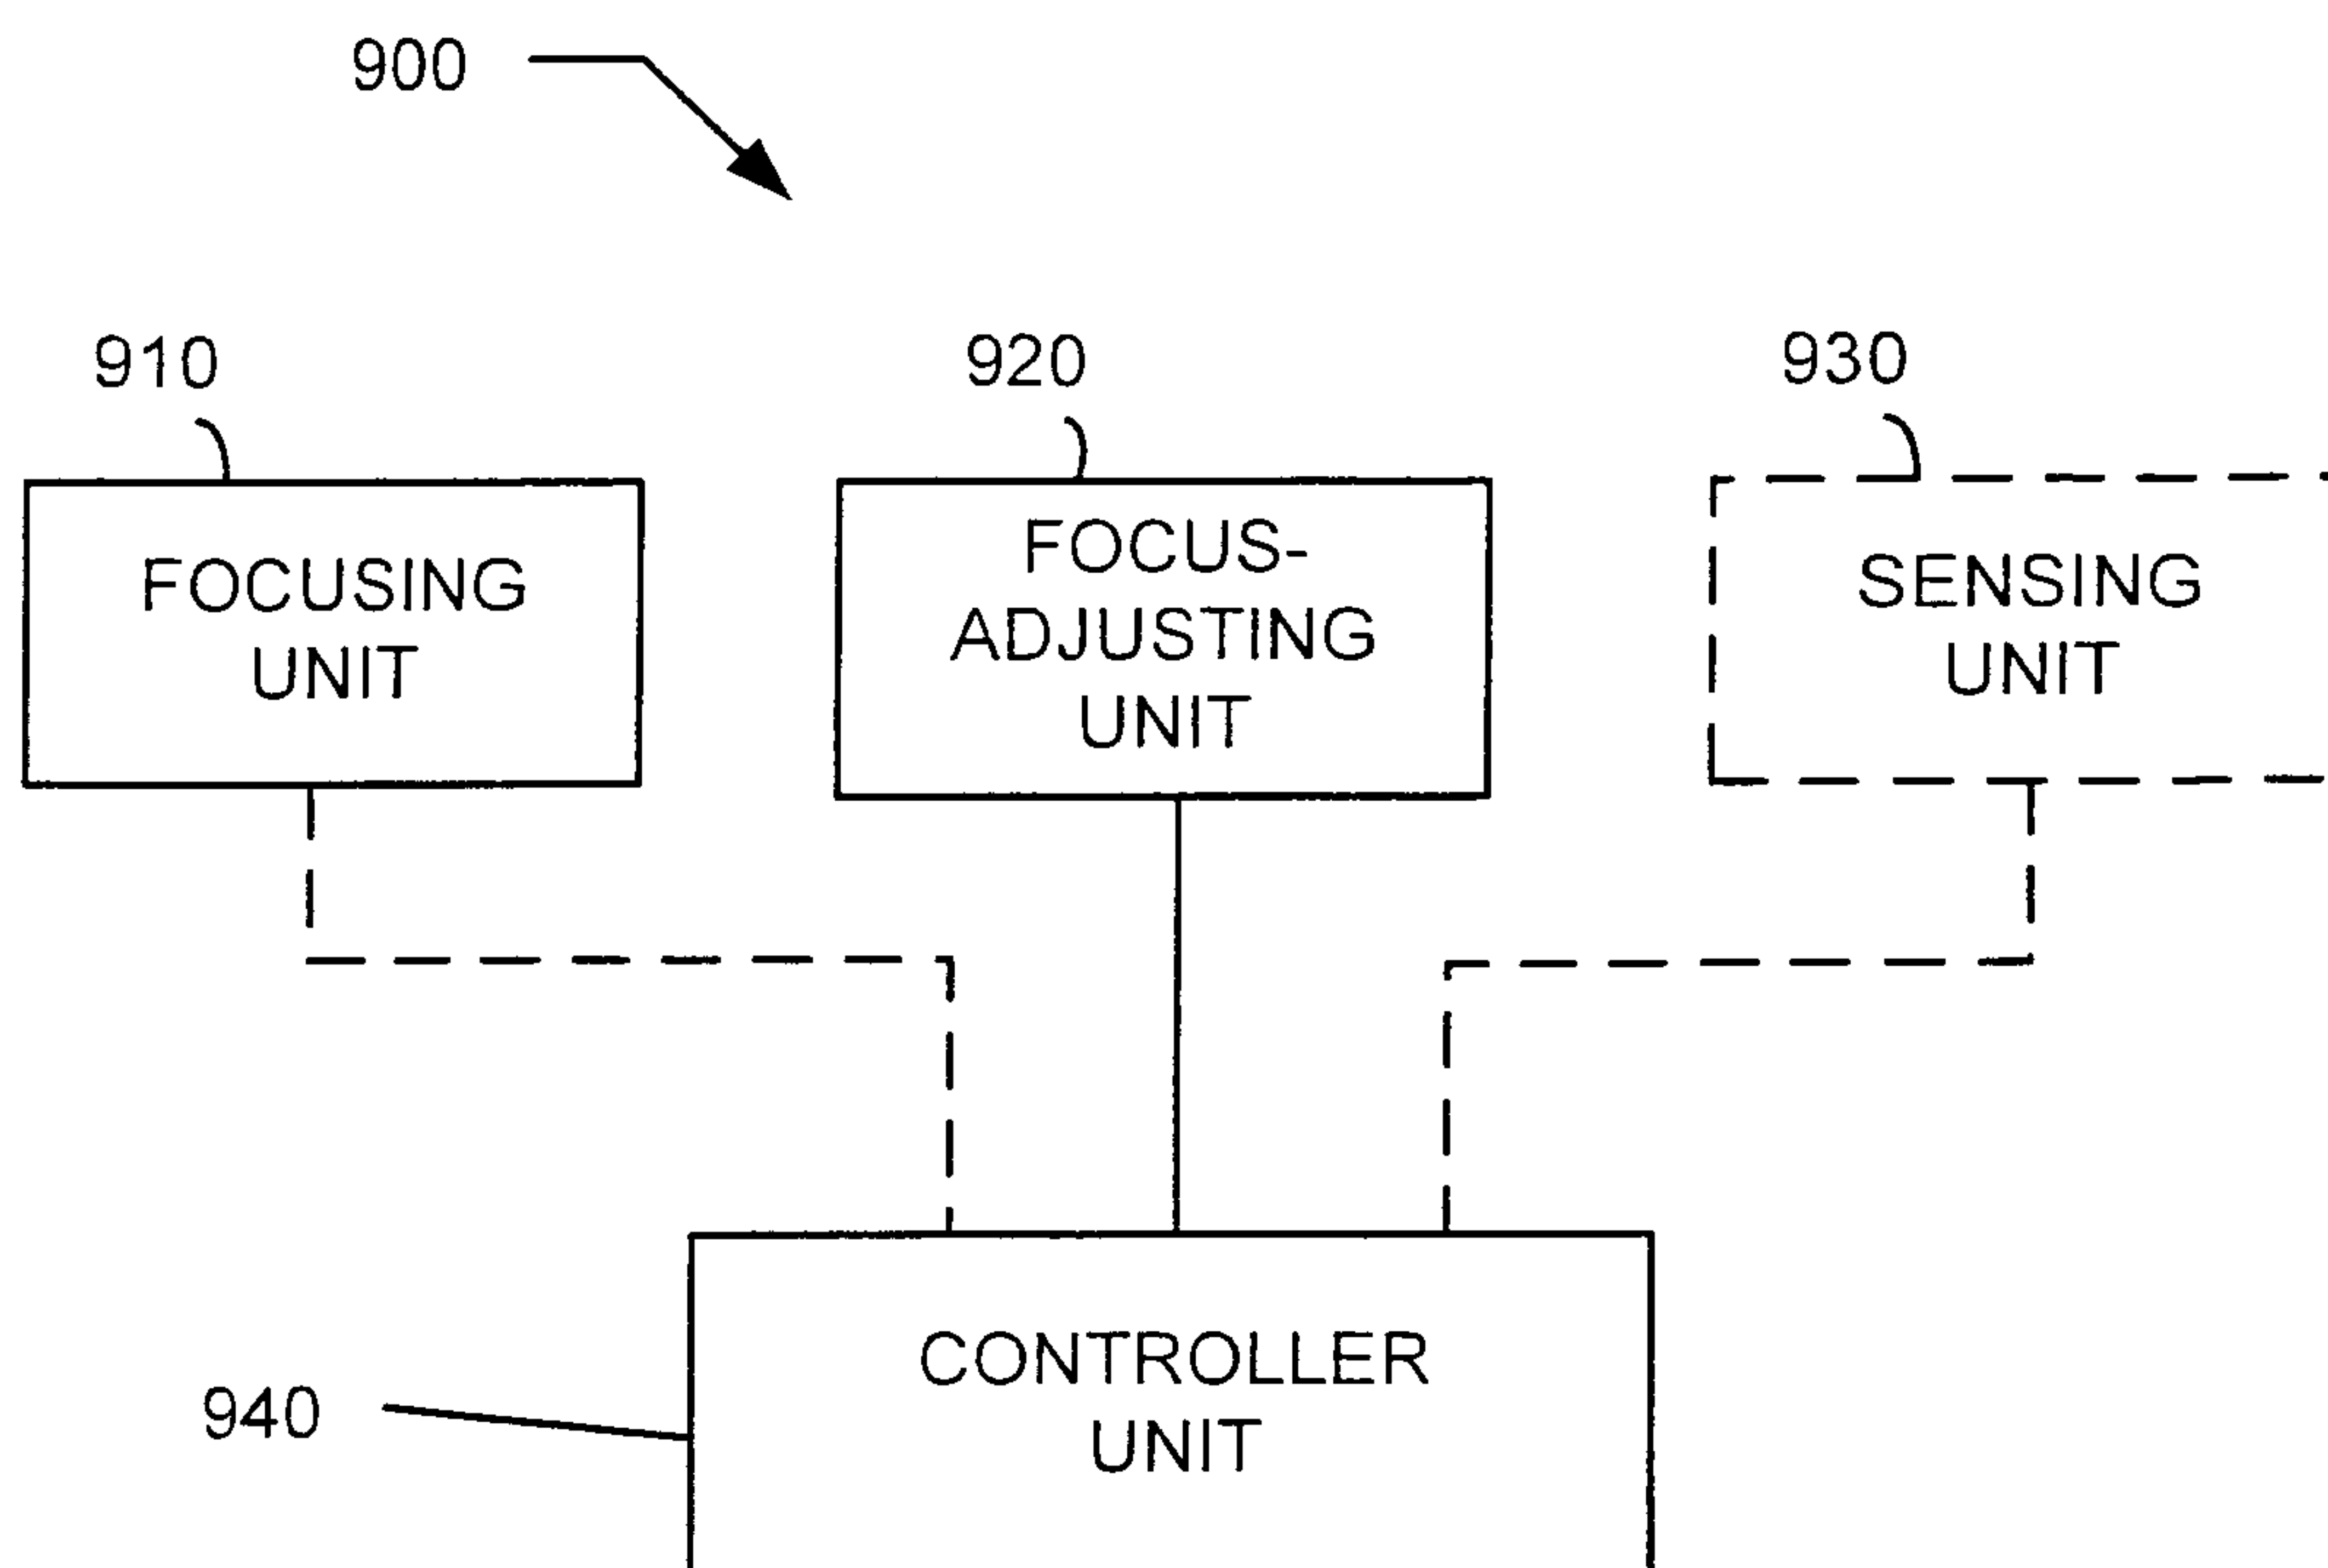 900
910
920
930
FOCUSING
UNIT
FOCUS-
ADJUSTING
UNIT
SENSING
UNIT
CONTROLLER
UNIT
940